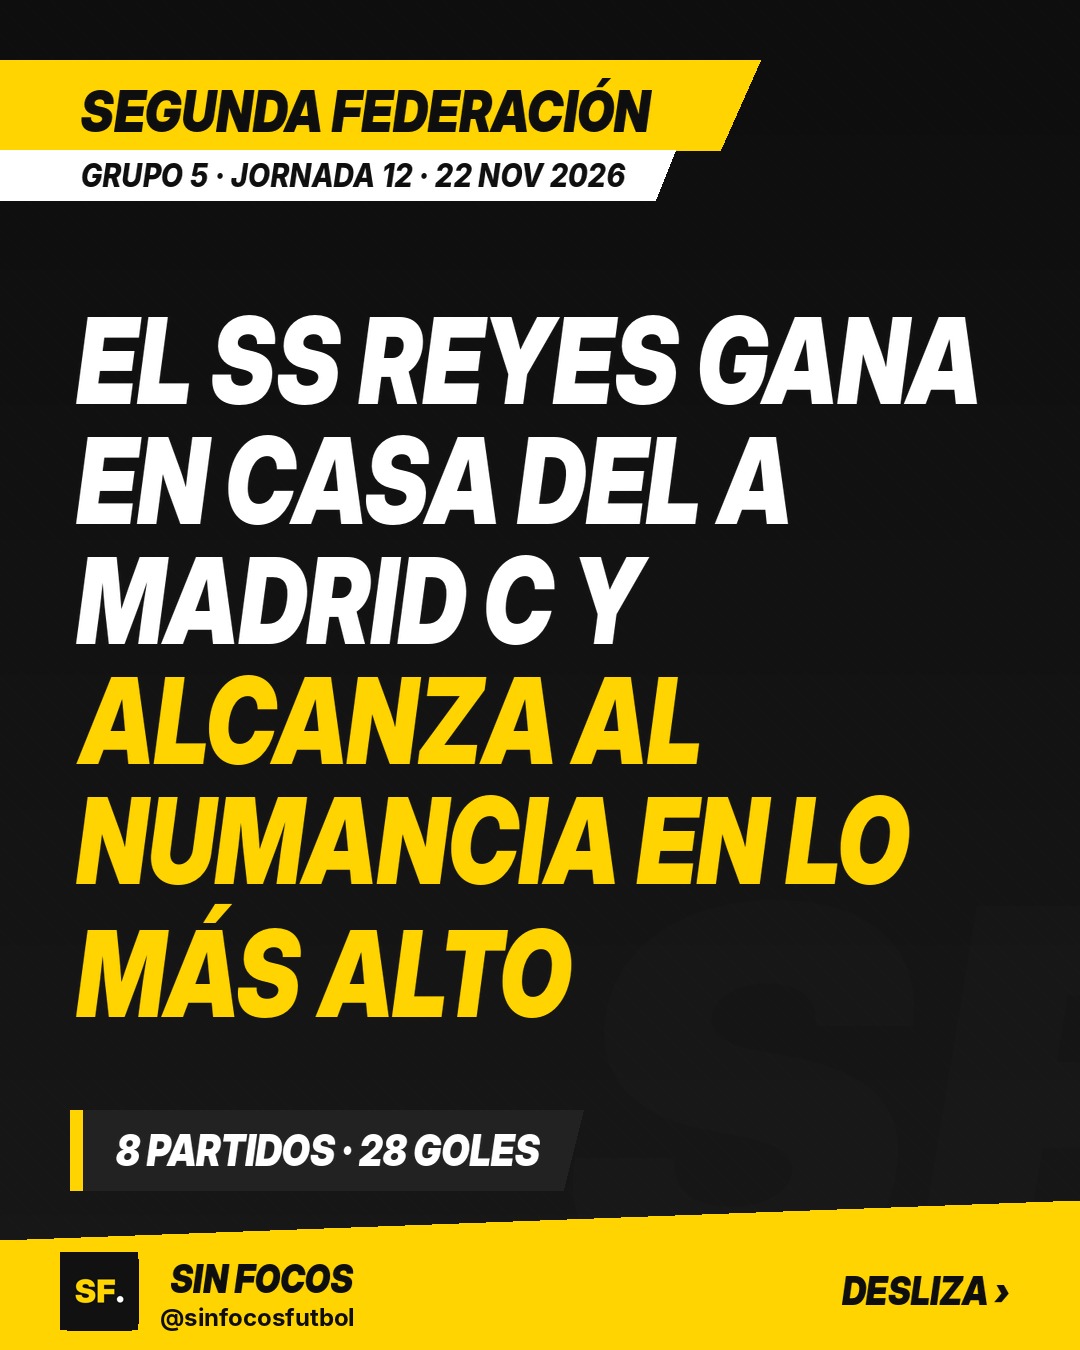 SEGUNDA FEDERACIÓN
GRUPO 5 · JORNADA 12 · 22 NOV 2026
EL SS REYES GANA
EN CASA DEL A
MADRID C Y
ALCANZA AL
NUMANCIA EN LO
MÁS ALTO
8 PARTIDOS · 28 GOLES
SF.
SIN FOCOS
@sinfocosfutbol
DESLIZA ›
SF